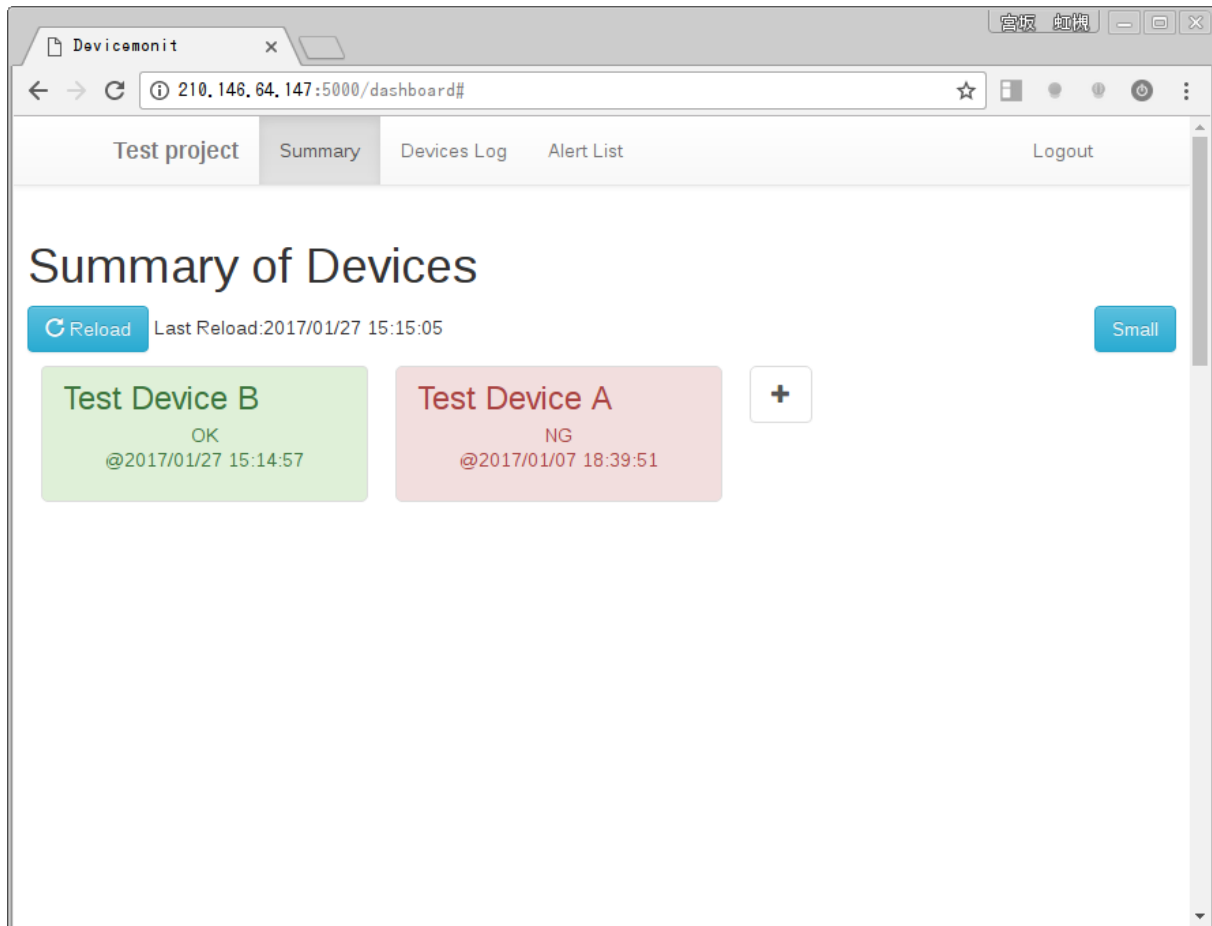 宮坂 虹槻
Devicemonit
210.146.64.147:5000/dashboard#
Test project Summary Devices Log Alert List Logout
Summary of Devices
Reload Last Reload:2017/01/27 15:15:05 Small
Test Device B
OK
@2017/01/27 15:14:57
Test Device A
NG
@2017/01/07 18:39:51